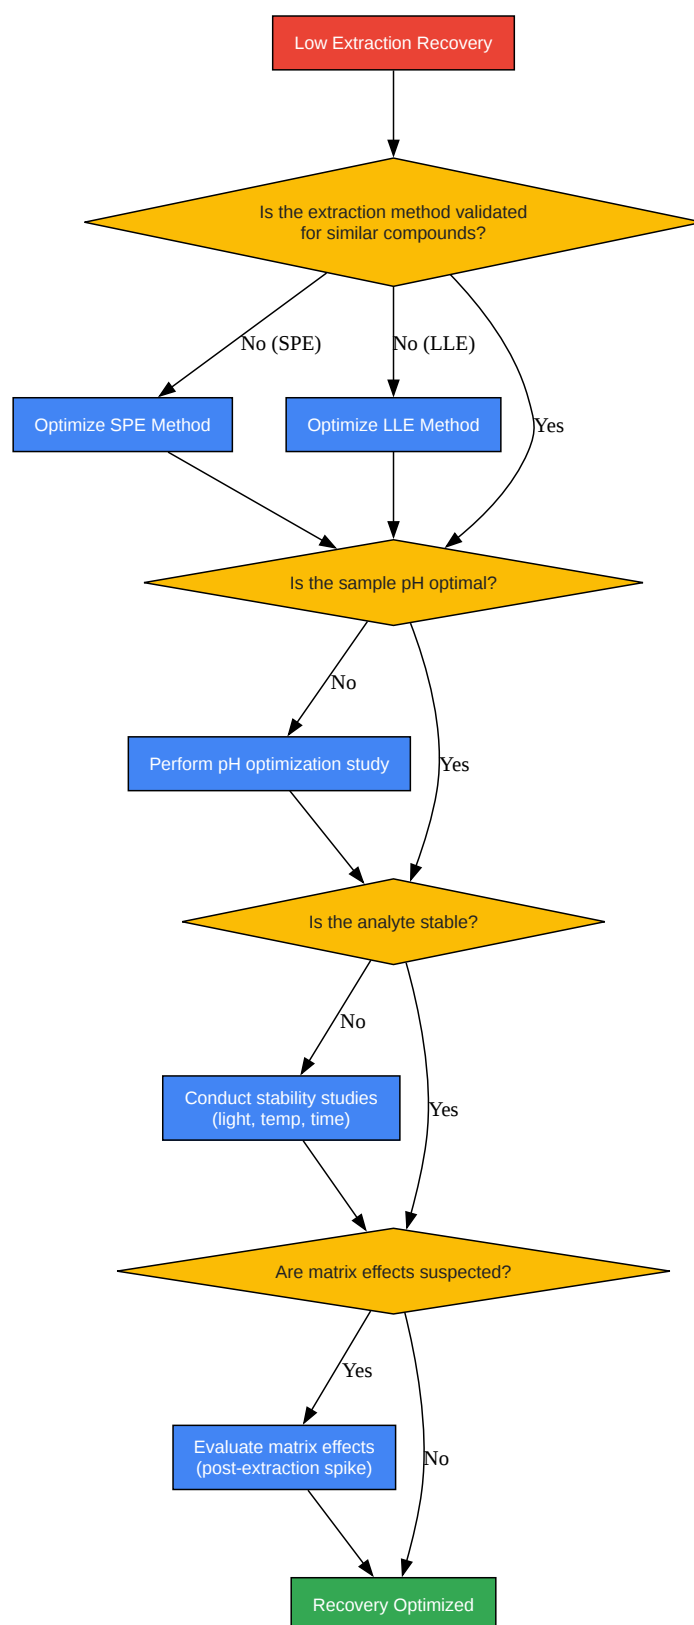 Low Extraction Recovery
Is the extraction method validated
for similar compounds?
No (SPE)
No (LLE)
Optimize SPE Method
Optimize LLE Method
Yes
Is the sample pH optimal?
No
Perform pH optimization study
Yes
Is the analyte stable?
No
Conduct stability studies
(light, temp, time)
Yes
Are matrix effects suspected?
Yes
Evaluate matrix effects
(post-extraction spike)
No
Recovery Optimized